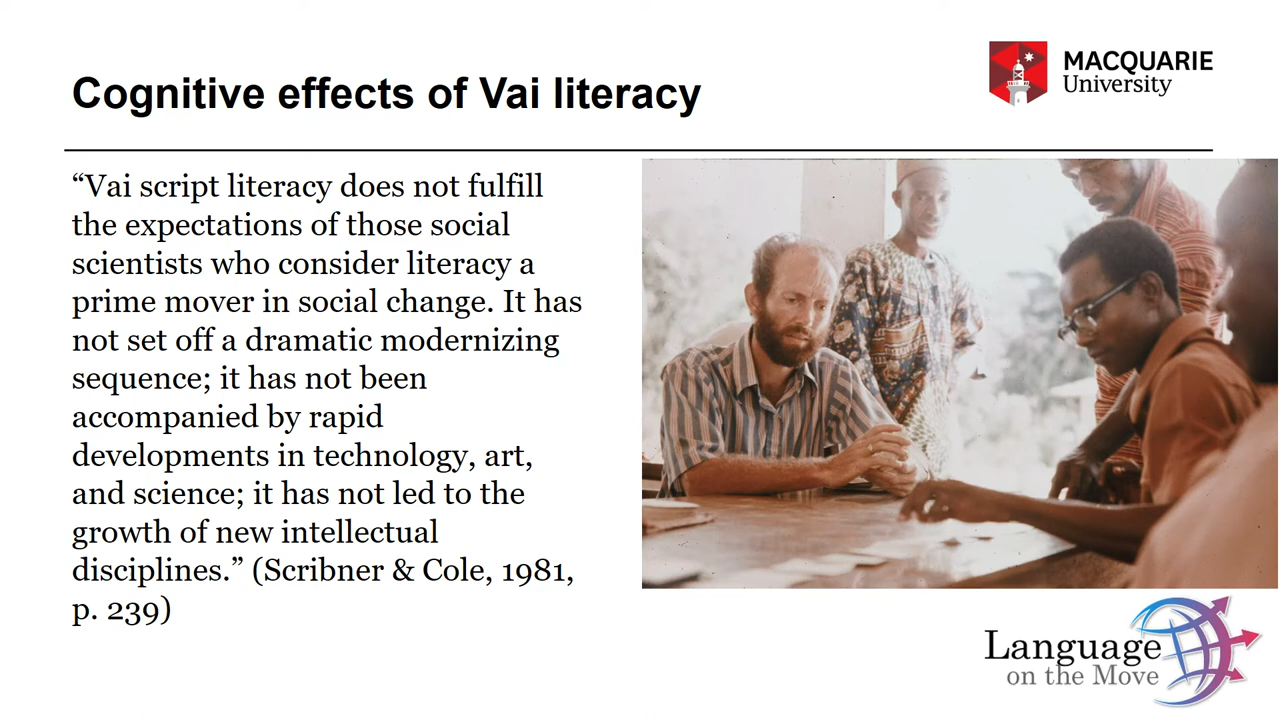 Cognitive effects of Vai literacy
MACQUARIE
University
“Vai script literacy does not fulfill
the expectations of those social
scientists who consider literacy a
prime mover in social change. It has
not set off a dramatic modernizing
sequence; it has not been
accompanied by rapid
developments in technology, art,
and science; it has not led to the
growth of new intellectual
disciplines.” (Scribner & Cole, 1981,
p. 239)
Language
on the Move